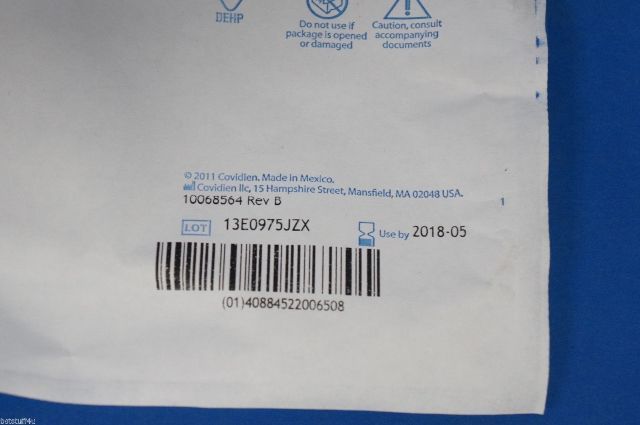 DEHP
Do not use if
package is opened
or damaged
Caution, consult
accompanying
documents
© 2011 Covidien. Made in Mexico.
Covidien llc, 15 Hampshire Street, Mansfield, MA 02048 USA.
10068564 Rev B
1
LOT 13E0975JZX
Use by 2018-05
(01)40884522006508
botstuff4u